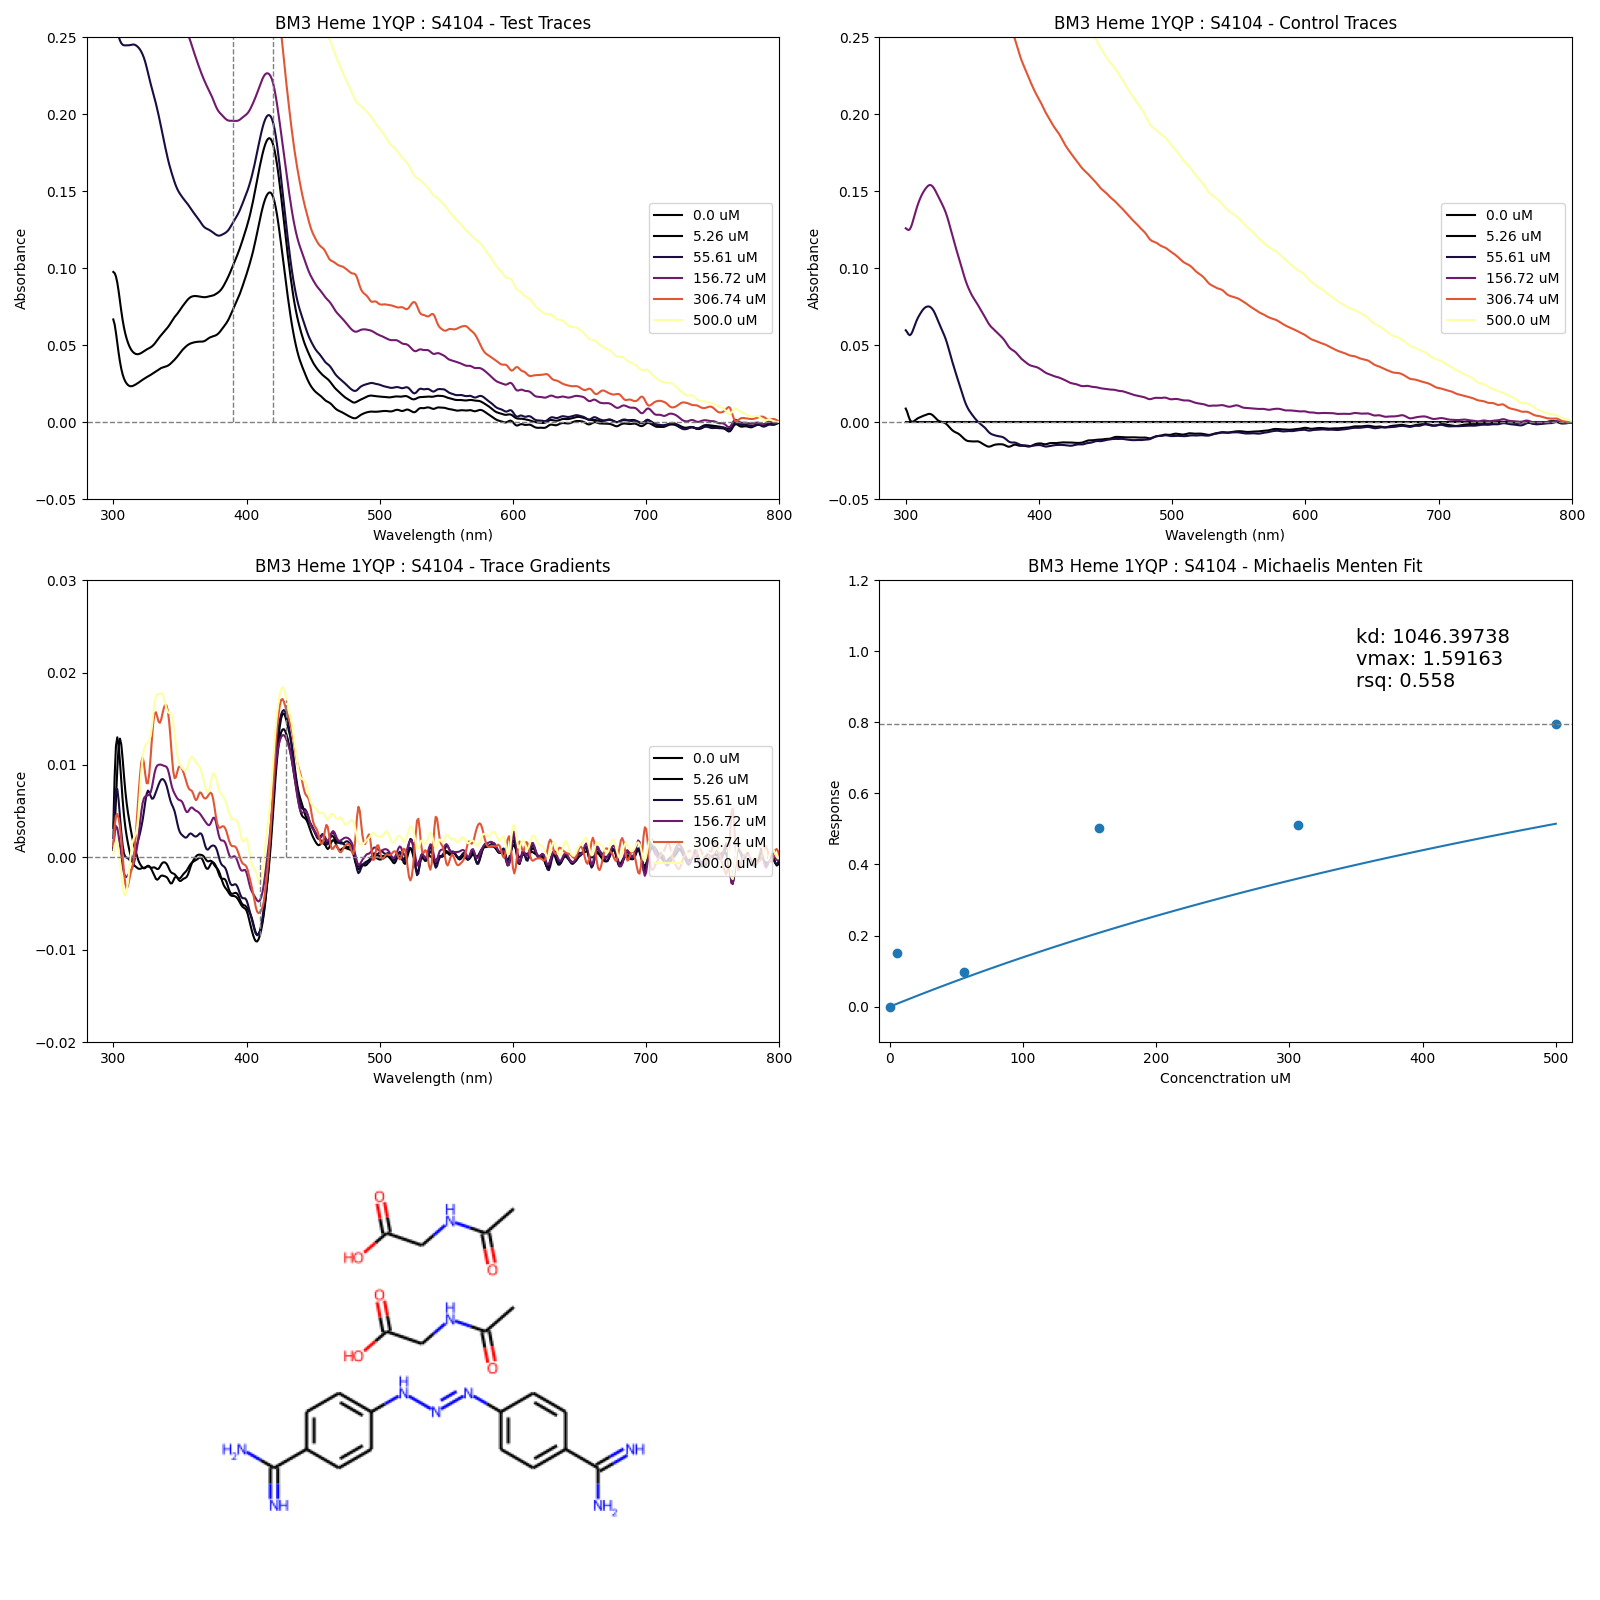 BM3 Heme 1YQP : S4104 - Test Traces
0.25
0.20
0.15
0.10
0.05
0.00
−0.05
Absorbance
300 400 500 600 700 800
Wavelength (nm)
0.0 uM
5.26 uM
55.61 uM
156.72 uM
306.74 uM
500.0 uM
BM3 Heme 1YQP : S4104 - Control Traces
0.25
0.20
0.15
0.10
0.05
0.00
−0.05
Absorbance
300 400 500 600 700 800
Wavelength (nm)
0.0 uM
5.26 uM
55.61 uM
156.72 uM
306.74 uM
500.0 uM
BM3 Heme 1YQP : S4104 - Trace Gradients
0.03
0.02
0.01
0.00
−0.01
−0.02
Absorbance
300 400 500 600 700 800
Wavelength (nm)
0.0 uM
5.26 uM
55.61 uM
156.72 uM
306.74 uM
500.0 uM
BM3 Heme 1YQP : S4104 - Michaelis Menten Fit
1.2
1.0
0.8
0.6
0.4
0.2
0.0
Response
0 100 200 300 400 500
Concenctration uM
kd: 1046.39738
vmax: 1.59163
rsq: 0.558
O
H
N
HO
O
O
H
N
HO
O
H
N
N
N
H2N
NH
NH
NH2